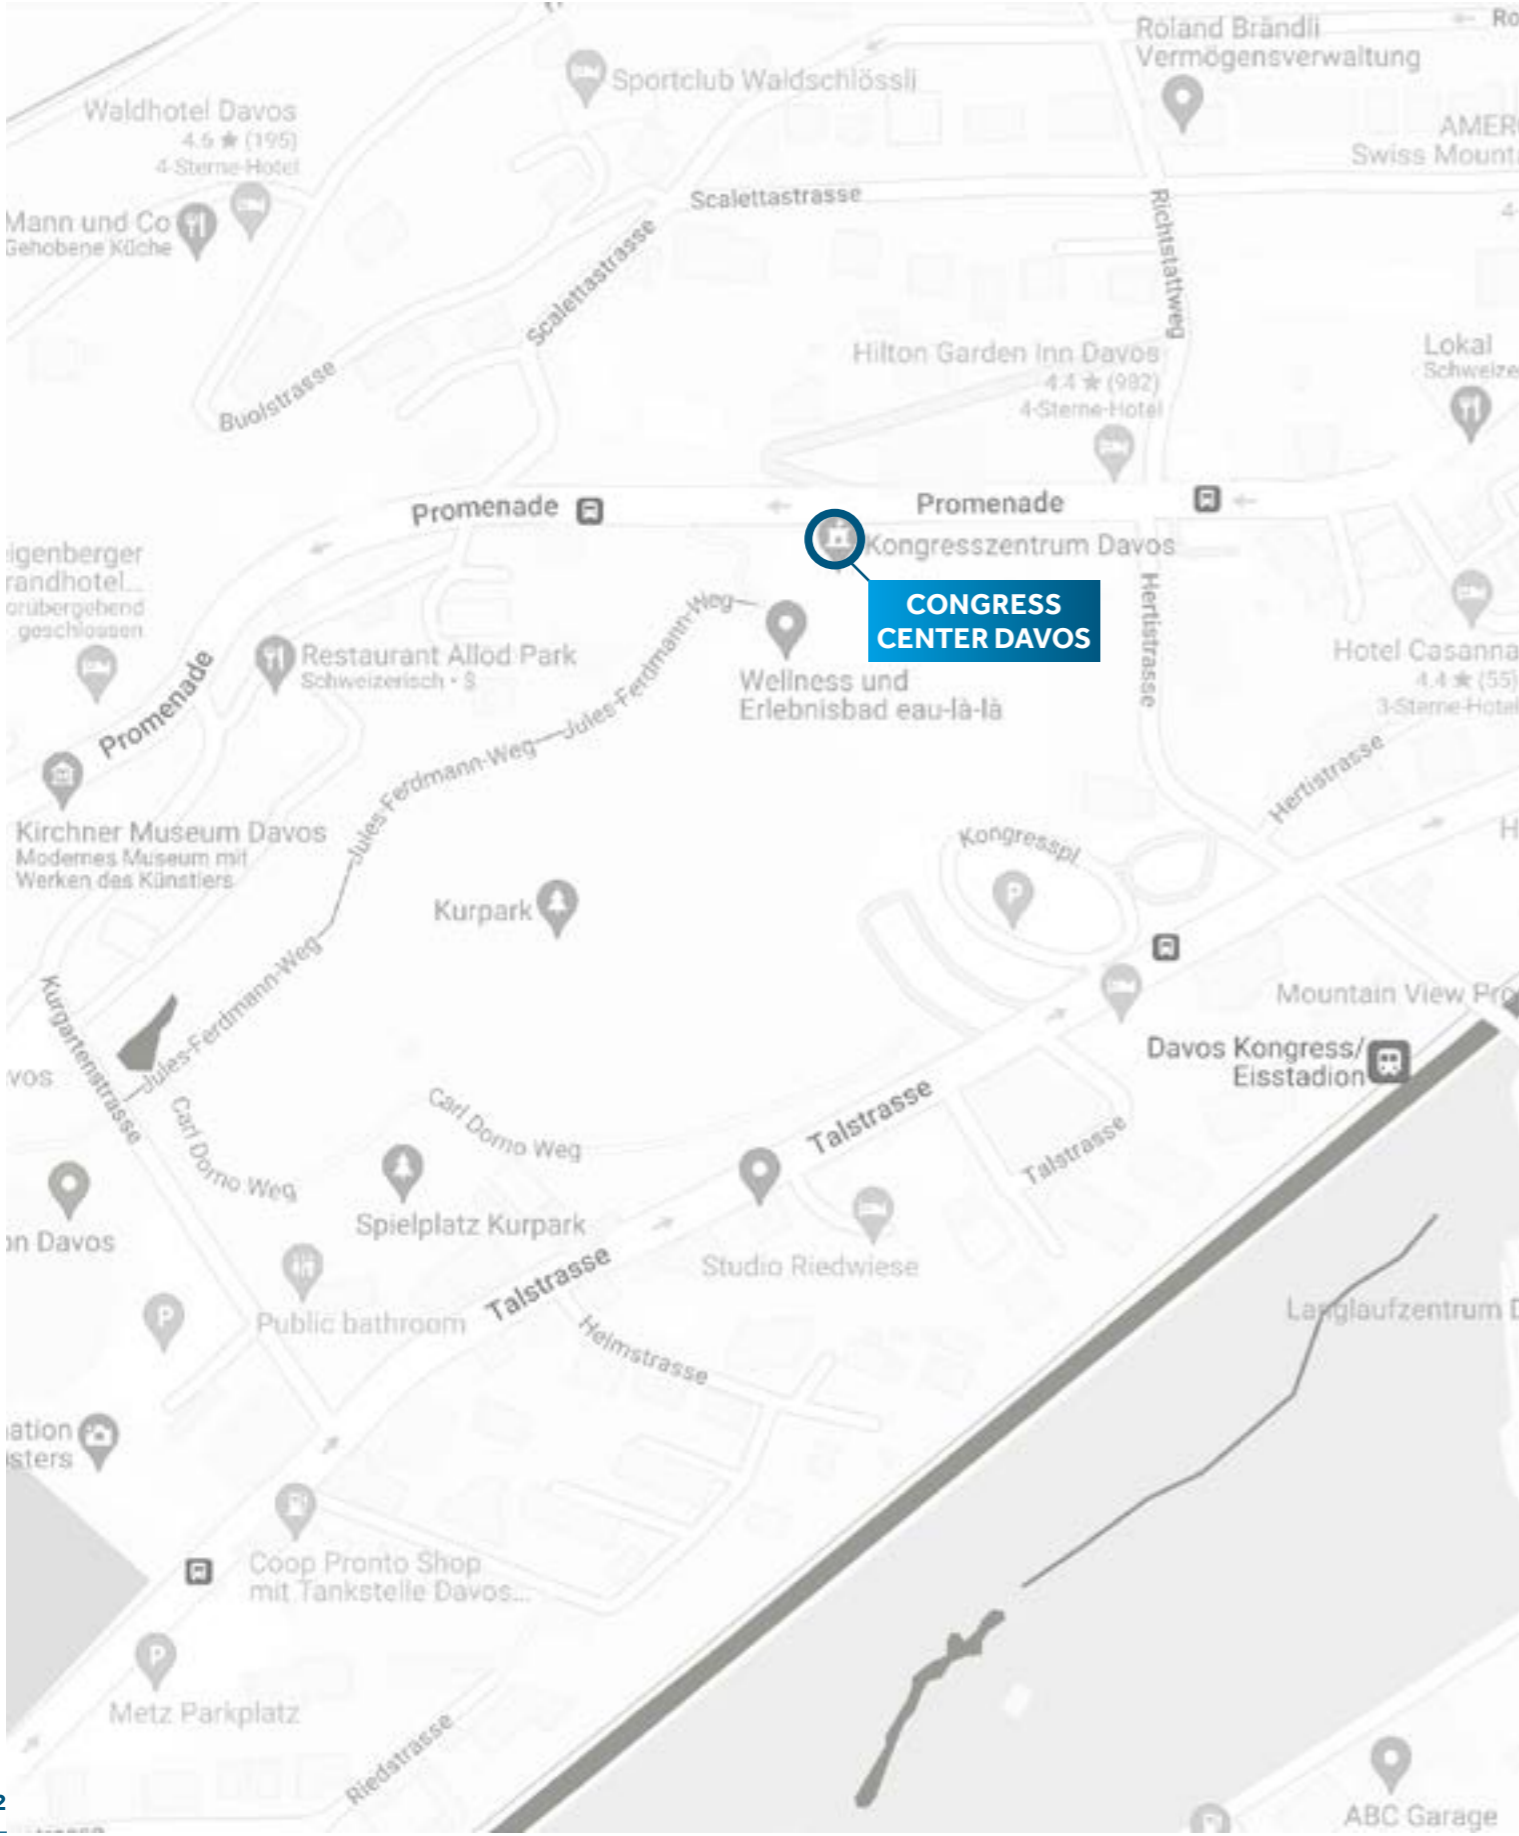 Roland Brändli
Vermögensverwaltung
Sportclub Waldschlössli
Waldhotel Davos
4.6 ★ (195)
4-Sterne-Hotel
Swiss
Mann und Co
Gehobene Küche
Scalettastrasse
Richtstattweg
Scalettastrasse
Buolstrasse
Hilton Garden Inn Davos
4.4 ★ (982)
4-Sterne-Hotel
Lokal
Promenade
Promenade
Kongresszentrum Davos
CONGRESS
CENTER DAVOS
geschlossen
Jules-Ferdmann-Weg
Hertistrasse
Restaurant Allod Park
Schweizerisch • $
Promenade
Wellness und
Erlebnisbad eau-là-là
Hotel Casanna
4.4 ★ (55)
3-Sterne-Hotel
Jules-Ferdmann-Weg
Hertistrasse
Kirchner Museum Davos
Modernes Museum mit
Werken des Künstlers
Kongresspl.
P
Kurpark
Jules-Ferdmann-Weg
Kurgartenstrasse
Mountain View
Davos Kongress/
Eisstadion
Carl Dorno Weg
Carl Dorno Weg
Talstrasse
Talstrasse
Davos
Spielplatz Kurpark
Studio Riedwiese
Public bathroom
P
Talstrasse
Helmstrasse
Langlaufzentrum
Coop Pronto Shop
mit Tankstelle Davos...
P
Metz Parkplatz
Riedstrasse
ABC Garage
2